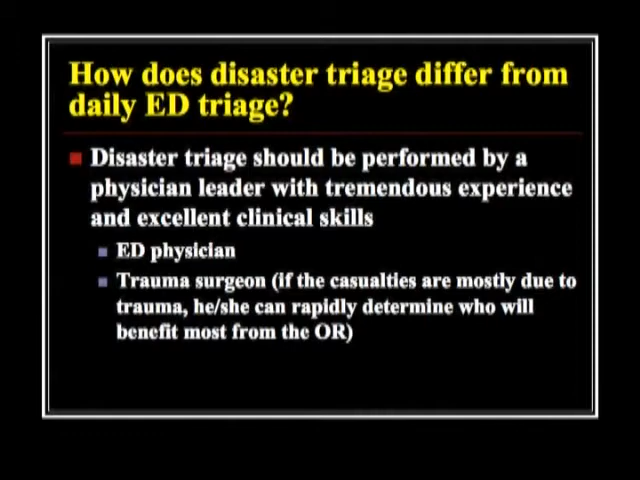 How does disaster triage differ from
daily ED triage?
Disaster triage should be performed by a
physician leader with tremendous experience
and excellent clinical skills
ED physician
Trauma surgeon (if the casualties are mostly due to
trauma, he/she can rapidly determine who will
benefit most from the OR)